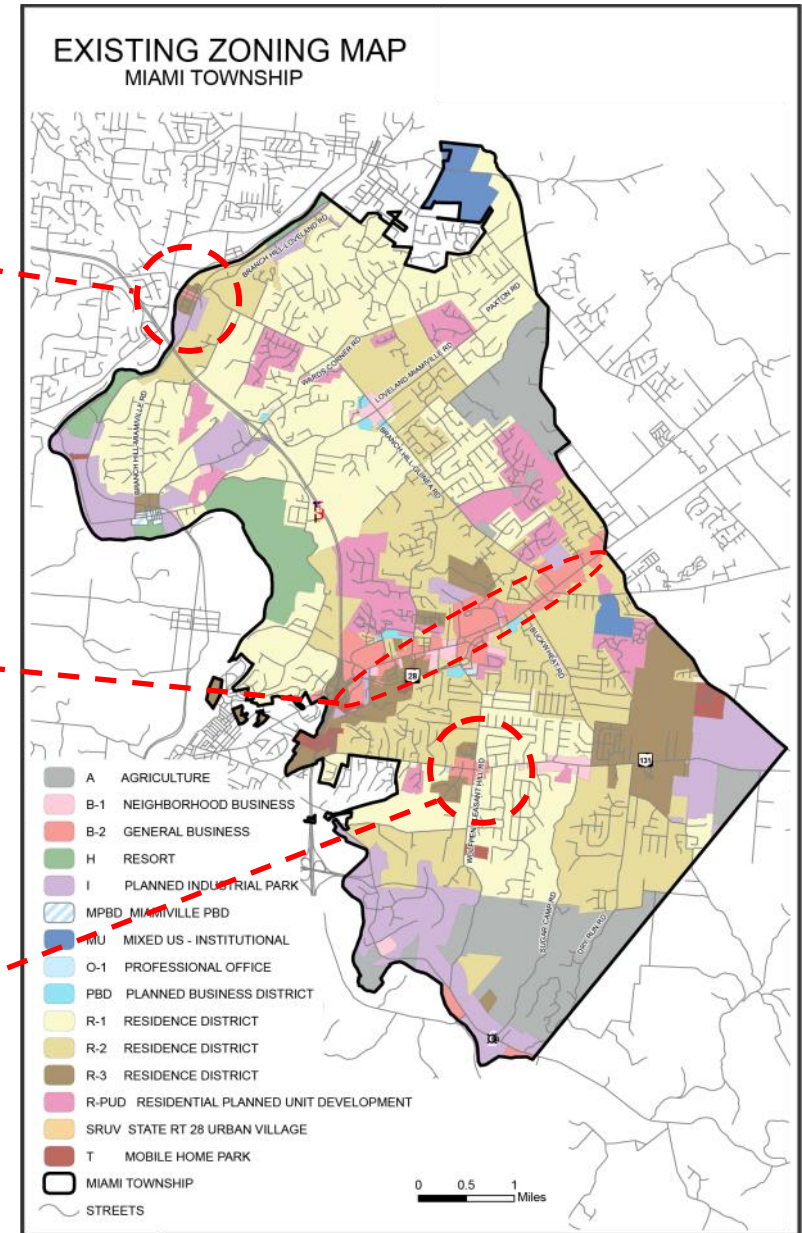 EXISTING ZONING MAP
MIAMI TOWNSHIP
BRANCH HILL-LOVELAND RD
PAXTON RD
WARDS CORNER RD
LOVELAND-MIAMIVILLE RD
BRANCH HILL-MIAMIVILLE RD
BRANCH HILL-GUINEA RD
BUCKWHEAT RD
28
131
WOLFPEN PLEASANT HILL RD
SUGAR CAMP RD
DRY RUN RD
A AGRICULTURE
B-1 NEIGHBORHOOD BUSINESS
B-2 GENERAL BUSINESS
H RESORT
I PLANNED INDUSTRIAL PARK
MPBD MIAMIVILLE PBD
MU MIXED US - INSTITUTIONAL
O-1 PROFESSIONAL OFFICE
PBD PLANNED BUSINESS DISTRICT
R-1 RESIDENCE DISTRICT
R-2 RESIDENCE DISTRICT
R-3 RESIDENCE DISTRICT
R-PUD RESIDENTIAL PLANNED UNIT DEVELOPMENT
SRUV STATE RT 28 URBAN VILLAGE
T MOBILE HOME PARK
MIAMI TOWNSHIP
STREETS
0 0.5 1
Miles